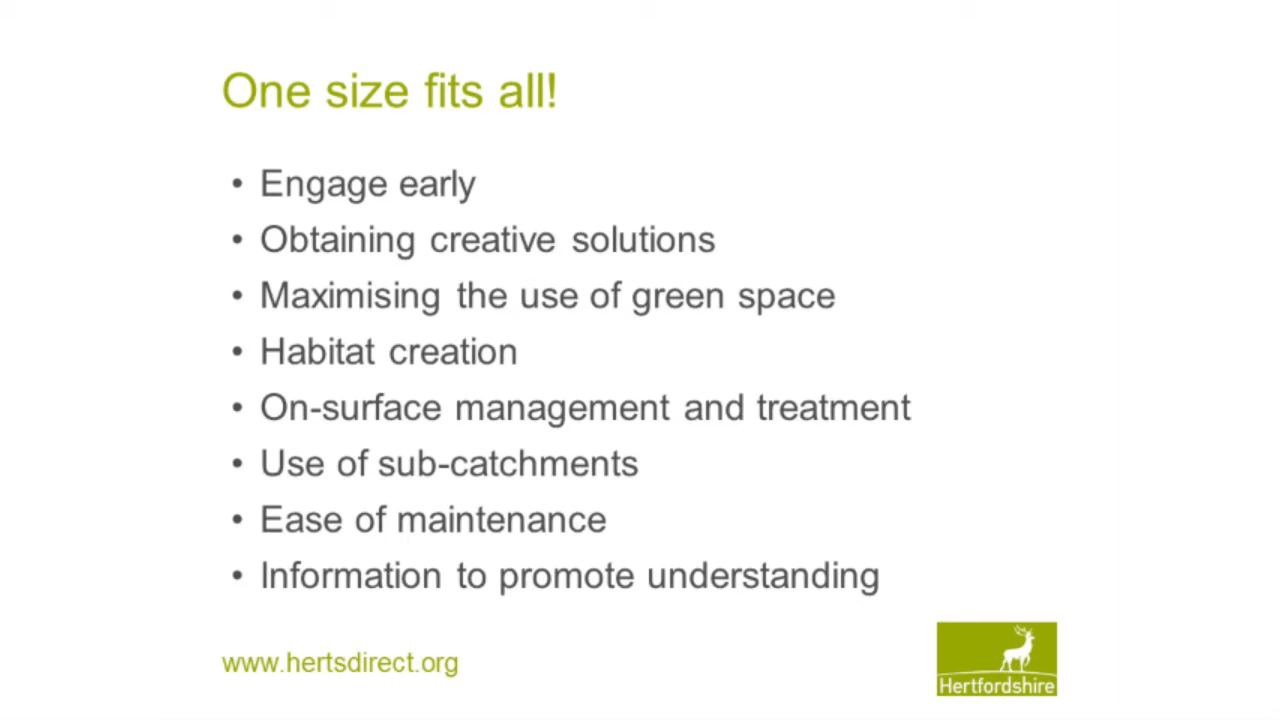 One size fits all!
• Engage early
• Obtaining creative solutions
• Maximising the use of green space
• Habitat creation
• On-surface management and treatment
• Use of sub-catchments
• Ease of maintenance
• Information to promote understanding
www.hertsdirect.org
Hertfordshire